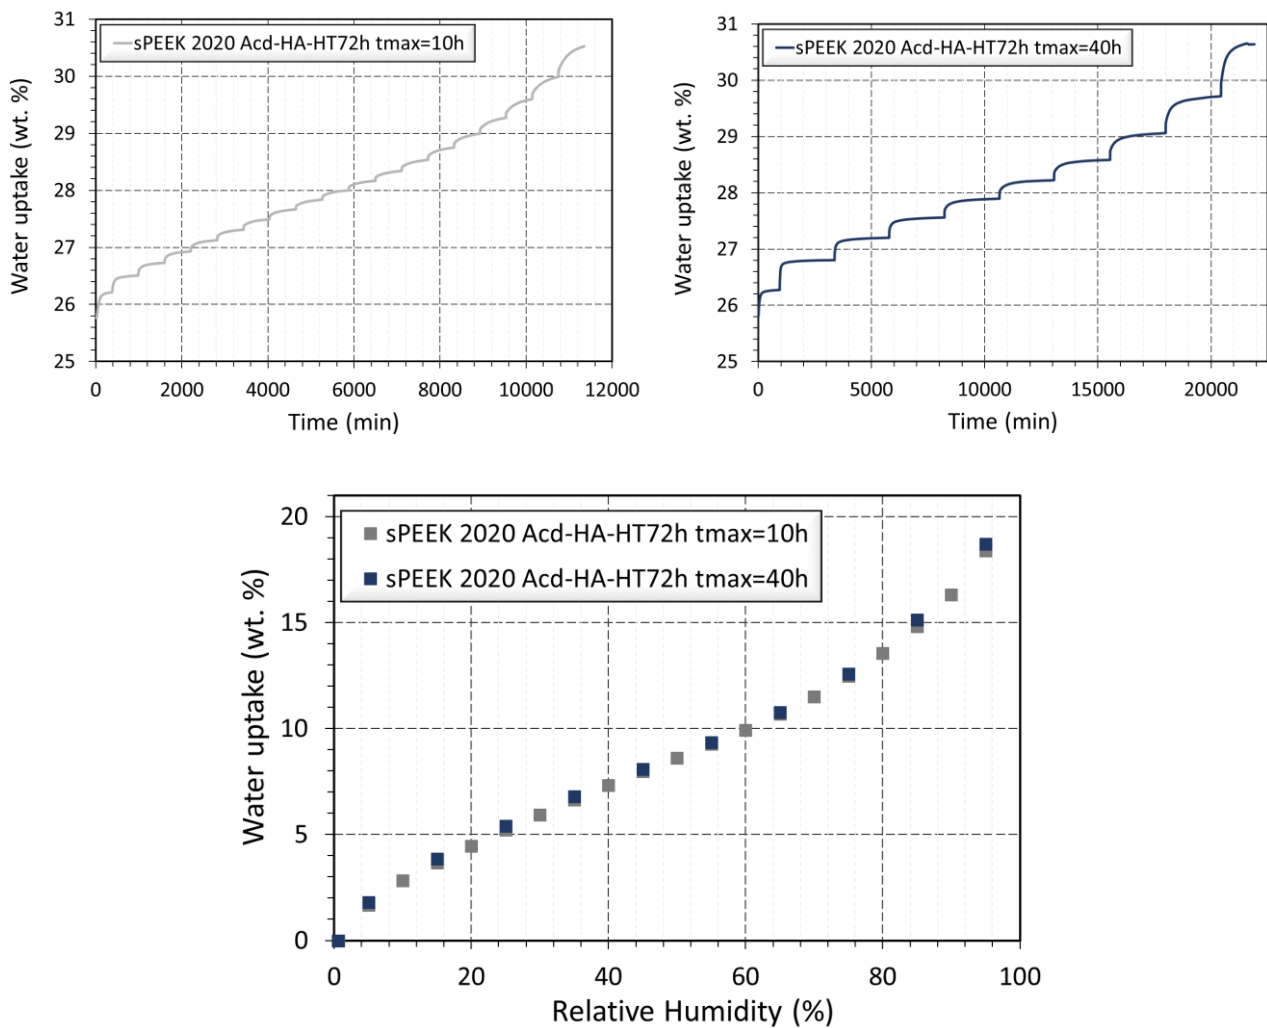 sPEEK 2020 Acd-HA-HT72h tmax=10h
Water uptake (wt. %)
31
30
29
28
27
26
25
0 2000 4000 6000 8000 10000 12000
Time (min)
sPEEK 2020 Acd-HA-HT72h tmax=40h
Water uptake (wt. %)
31
30
29
28
27
26
25
0 5000 10000 15000 20000
Time (min)
sPEEK 2020 Acd-HA-HT72h tmax=10h
sPEEK 2020 Acd-HA-HT72h tmax=40h
Water uptake (wt. %)
20
15
10
5
0
0 20 40 60 80 100
Relative Humidity (%)